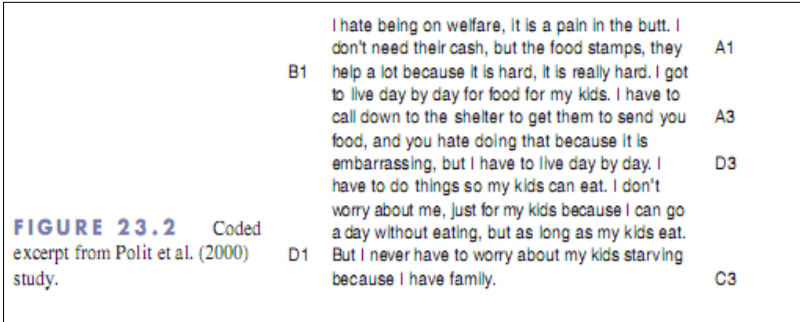 I hate being on welfare, it is a pain in the butt. I
don't need their cash, but the food stamps, they A1
B1 help a lot because it is hard, it is really hard. I got
to live day by day for food for my kids. I have to
call down to the shelter to get them to send you A3
food, and you hate doing that because it is
embarrassing, but I have to live day by day. I D3
have to do things so my kids can eat. I don't
worry about me, just for my kids because I can go
a day without eating, but as long as my kids eat.
D1 But I never have to worry about my kids starving
because I have family. C3
FIGURE 23.2 Coded
excerpt from Polit et al. (2000)
study.